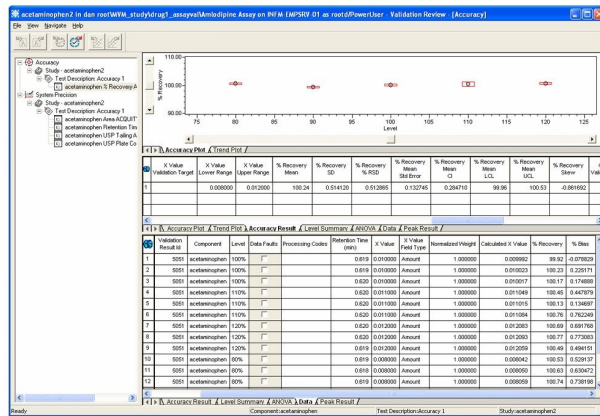 acetaminophen2 in dan root\MVM_study\drug1_assayval\Amlodipine Assay on INFM-EMPSRV-01 as rootd/PowerUser - Validation Review - [Accuracy]
File View Navigate Help
Accuracy
Study - acetaminophen2
Test Description: Accuracy 1
acetaminophen % Recovery A
System Precision
Study - acetaminophen2
Test Description: Accuracy 1
acetaminophen Area ACQUIT
acetaminophen Retention Tim
acetaminophen USP Tailing A
acetaminophen USP Plate Co
% Recovery
110.00
100.00
90.00
75 80 85 90 95 100 105 110 115 120 125
Level
Accuracy Plot Trend Plot
X Value Validation Target X Value Lower Range X Value Upper Range % Recovery Mean % Recovery SD % Recovery % RSD % Recovery Mean Std Error % Recovery Mean CI % Recovery Mean LCL % Recovery Mean UCL % Recovery Skew Vali
1 0.008000 0.012000 100.24 0.514120 0.512865 0.132745 0.284710 99.96 100.53 -0.861692
Accuracy Plot Trend Plot Accuracy Result Level Summary ANOVA Data Peak Result
Validation Result Id Component Level Data Faults Processing Codes Retention Time (min) X Value X Value Field Type Normalized Weight Calculated X Value % Recovery % Bias
1 5051 acetaminophen 100% 0.619 0.010000 Amount 1.000000 0.009992 99.92 -0.078829
2 5051 acetaminophen 100% 0.619 0.010000 Amount 1.000000 0.010023 100.23 0.225171
3 5051 acetaminophen 100% 0.620 0.010000 Amount 1.000000 0.010017 100.17 0.174888
4 5051 acetaminophen 110% 0.620 0.011000 Amount 1.000000 0.011049 100.45 0.447879
5 5051 acetaminophen 110% 0.620 0.011000 Amount 1.000000 0.011015 100.13 0.134697
6 5051 acetaminophen 110% 0.620 0.011000 Amount 1.000000 0.011084 100.76 0.762249
7 5051 acetaminophen 120% 0.620 0.012000 Amount 1.000000 0.012083 100.69 0.691768
8 5051 acetaminophen 120% 0.620 0.012000 Amount 1.000000 0.012093 100.77 0.773083
9 5051 acetaminophen 120% 0.619 0.012000 Amount 1.000000 0.012059 100.49 0.494151
10 5051 acetaminophen 80% 0.619 0.008000 Amount 1.000000 0.008042 100.53 0.529137
11 5051 acetaminophen 80% 0.618 0.008000 Amount 1.000000 0.008050 100.63 0.630472
12 5051 acetaminophen 80% 0.619 0.008000 Amount 1.000000 0.008059 100.74 0.738198
Accuracy Result Level Summary ANOVA Data Peak Result
Ready Component:acetaminophen Test Description:Accuracy 1 Study:acetaminophen2